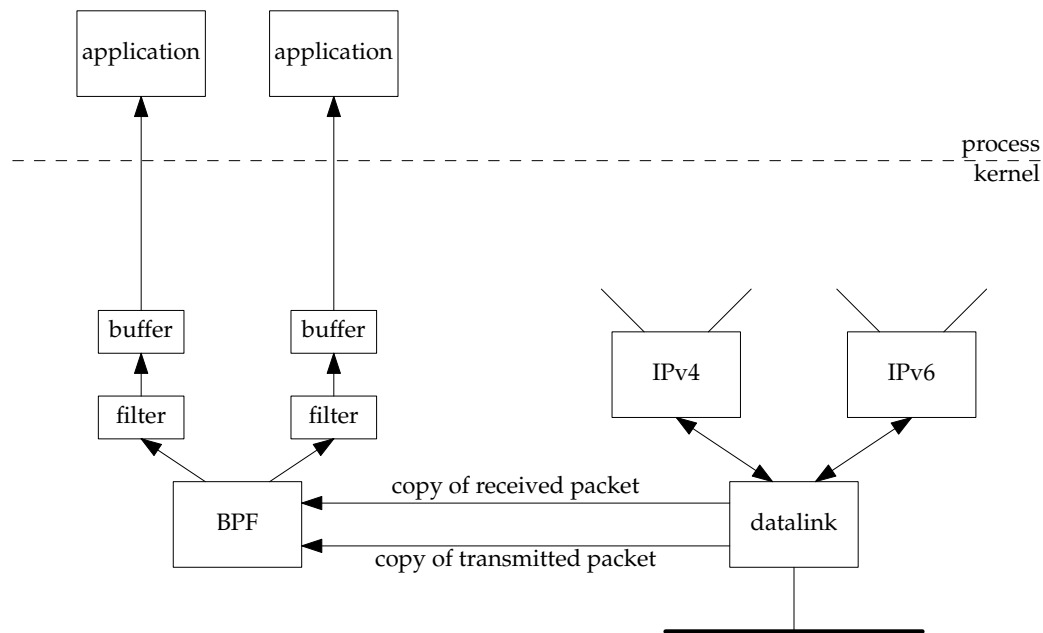 application
application
process
kernel
buffer
buffer
IPv4
IPv6
filter
filter
copy of received packet
BPF
datalink
copy of transmitted packet